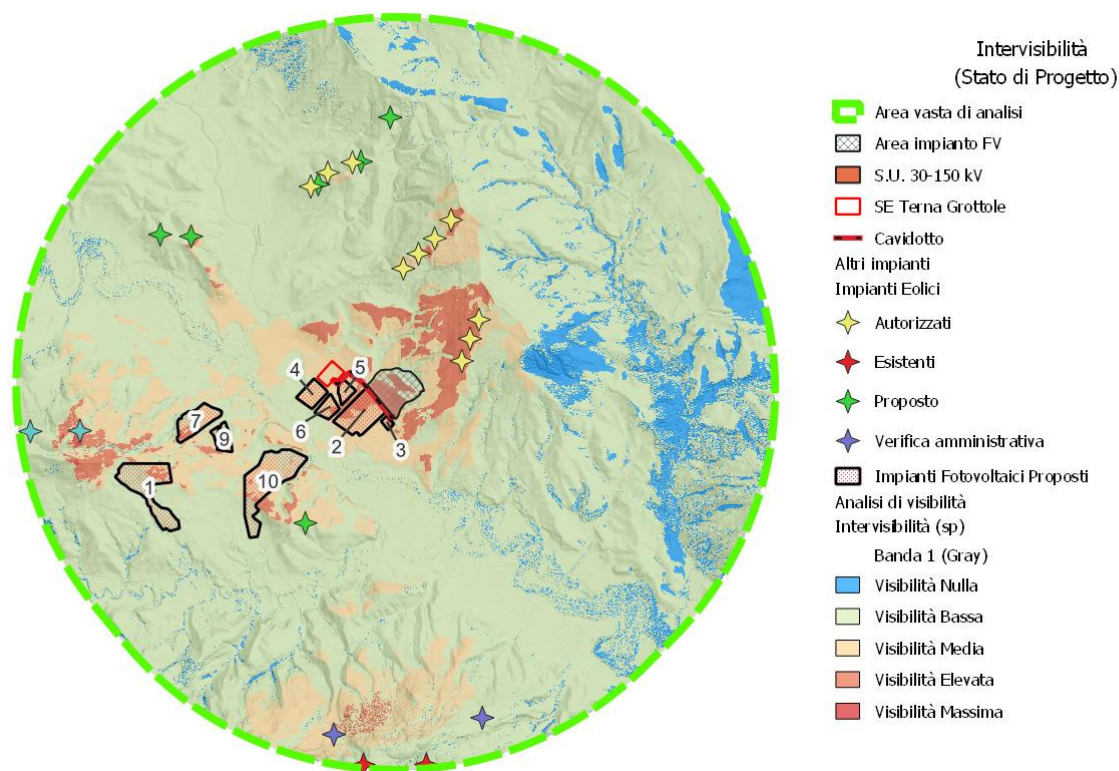 Intervisibilità
(Stato di Progetto)
Area vasta di analisi
Area impianto FV
S.U. 30-150 kV
SE Terna Grottole
Cavidotto
Altri impianti
Impianti Eolici
Autorizzati
Esistenti
Proposto
Verifica amministrativa
Impianti Fotovoltaici Proposti
Analisi di visibilità
Intervisibilità (sp)
Banda 1 (Gray)
Visibilità Nulla
Visibilità Bassa
Visibilità Media
Visibilità Elevata
Visibilità Massima
4
5
7
9
6
2
3
1
10